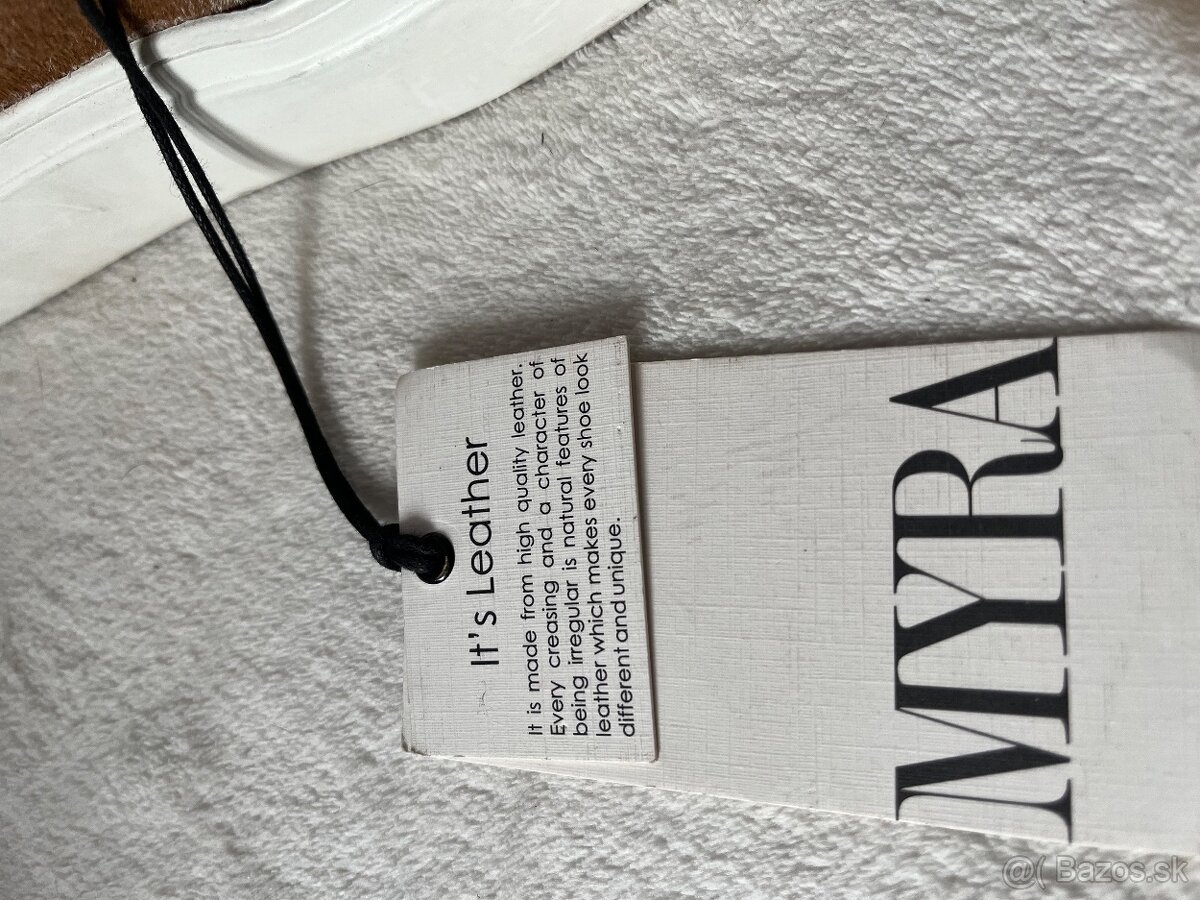 It's Leather
It is made from high quality leather.
Every creasing and a character of
being irregular is natural features of
leather which makes every shoe look
different and unique.
MYRA
@( Bazos.sk